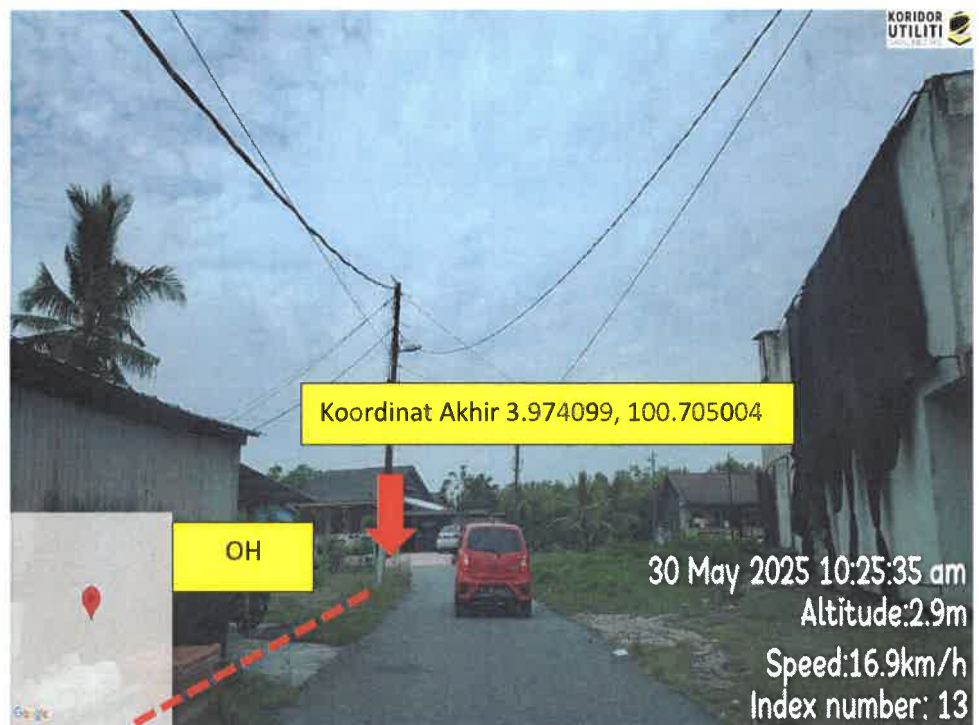 KORIDOR
UTILITI
Koordinat Akhir 3.974099, 100.705004
OH
30 May 2025 10:25:35 am
Altitude:2.9m
Speed:16.9km/h
Index number: 13
Google